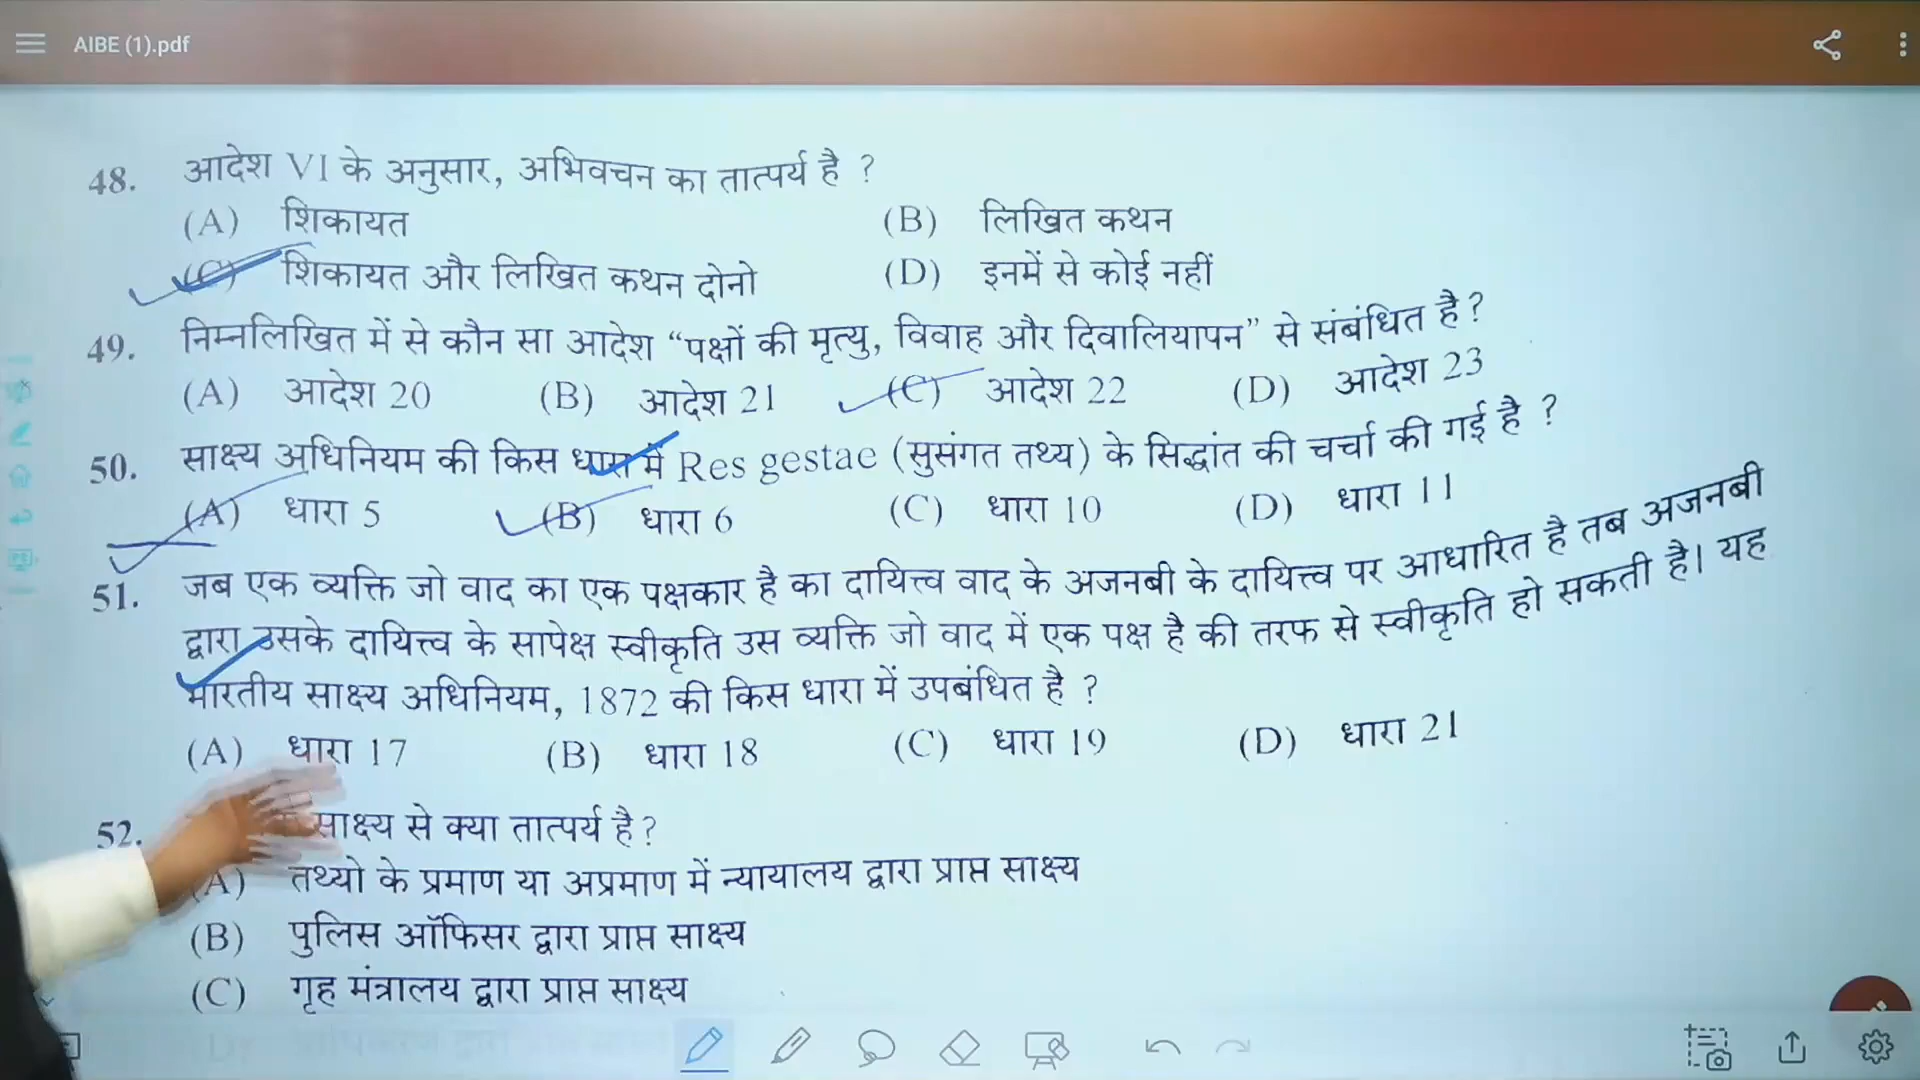 AIBE (1).pdf
48. आदेश VI के अनुसार, अभिवचन का तात्पर्य है ?
(A) शिकायत (B) लिखित कथन
(C) शिकायत और लिखित कथन दोनो (D) इनमें से कोई नहीं
49. निम्नलिखित में से कौन सा आदेश “पक्षों की मृत्यु, विवाह और दिवालियापन” से संबंधित है ?
(A) आदेश 20 (B) आदेश 21 (C) आदेश 22 (D) आदेश 23
50. साक्ष्य अधिनियम की किस धारा में Res gestae (सुसंगत तथ्य) के सिद्धांत की चर्चा की गई है ?
(A) धारा 5 (B) धारा 6 (C) धारा 10 (D) धारा 11
51. जब एक व्यक्ति जो वाद का एक पक्षकार है का दायित्त्व वाद के अजनबी के दायित्त्व पर आधारित है तब अजनबी
द्वारा उसके दायित्त्व के सापेक्ष स्वीकृति उस व्यक्ति जो वाद में एक पक्ष है की तरफ से स्वीकृति हो सकती है। यह
भारतीय साक्ष्य अधिनियम, 1872 की किस धारा में उपबंधित है ?
(A) धारा 17 (B) धारा 18 (C) धारा 19 (D) धारा 21
52. साक्ष्य से क्या तात्पर्य है ?
(A) तथ्यो के प्रमाण या अप्रमाण में न्यायालय द्वारा प्राप्त साक्ष्य
(B) पुलिस ऑफिसर द्वारा प्राप्त साक्ष्य
(C) गृह मंत्रालय द्वारा प्राप्त साक्ष्य